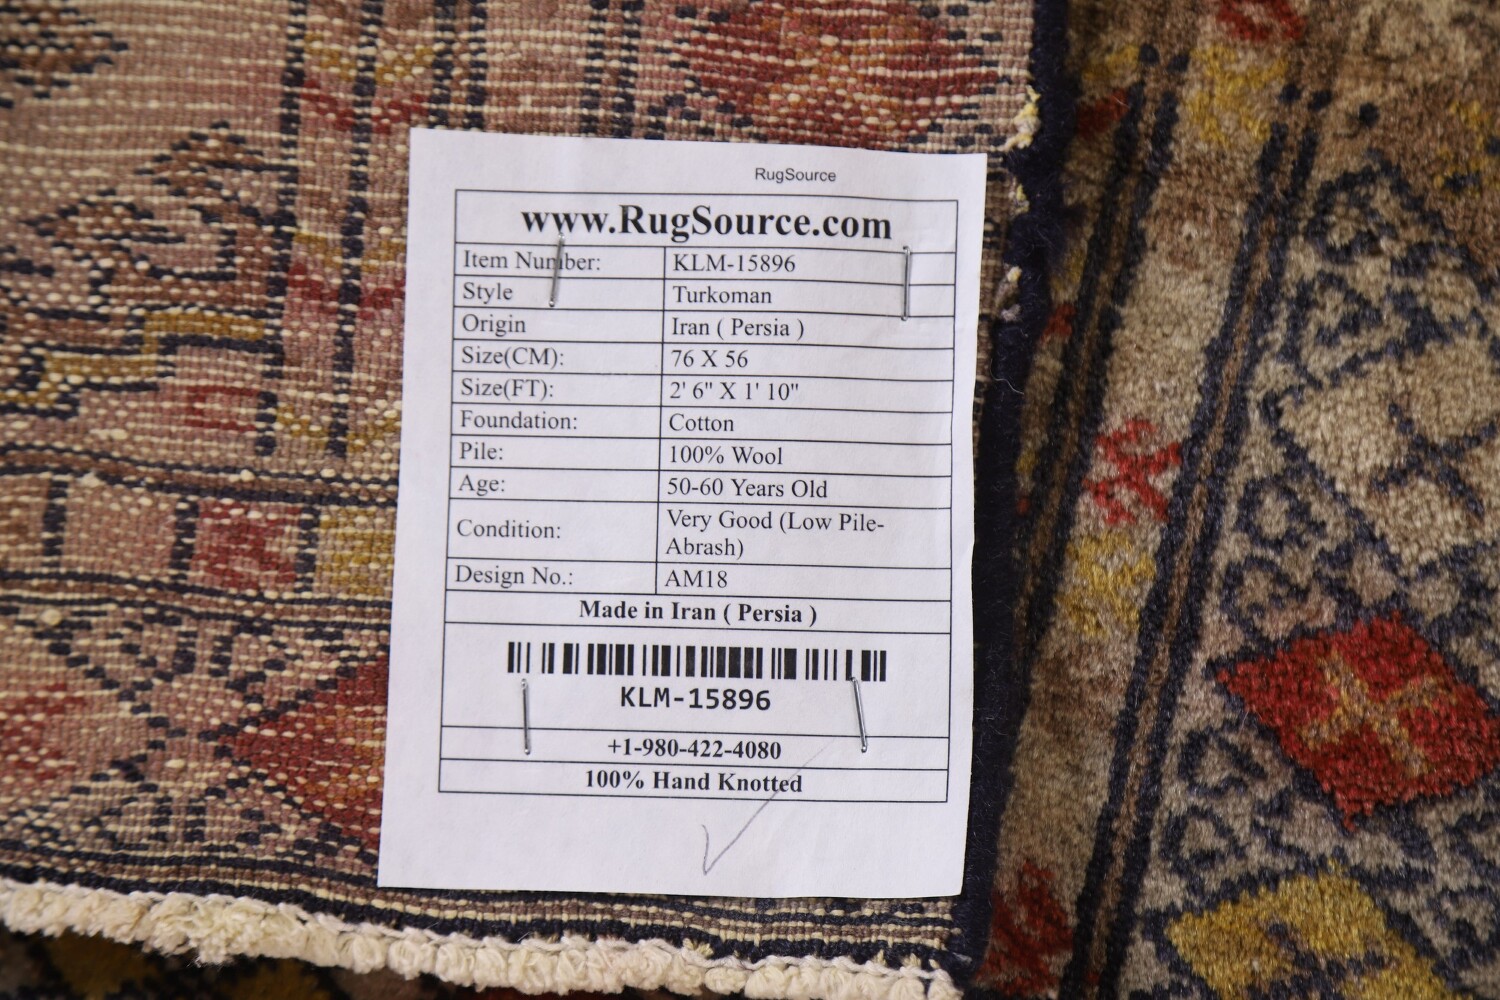 RugSource
www.RugSource.com
Item Number: KLM-15896
Style Turkoman
Origin Iran ( Persia )
Size(CM): 76 X 56
Size(FT): 2' 6" X 1' 10"
Foundation: Cotton
Pile: 100% Wool
Age: 50-60 Years Old
Condition: Very Good (Low Pile-
Abrash)
Design No.: AM18
Made in Iran ( Persia )
KLM-15896
+1-980-422-4080
100% Hand Knotted